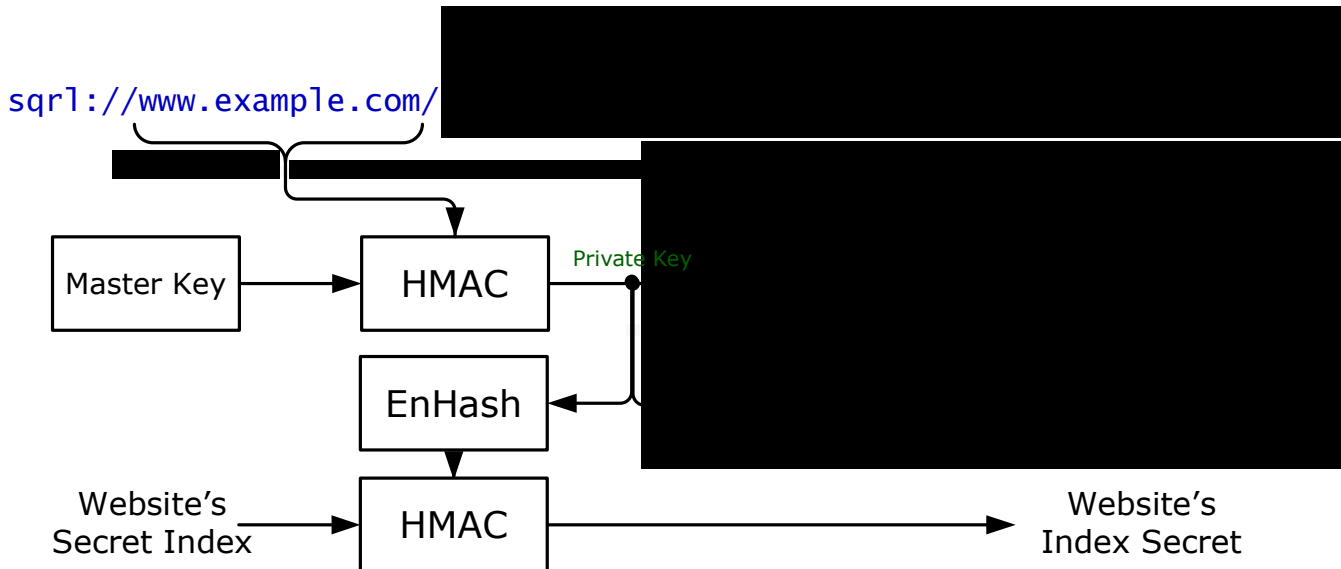 sqrl://www.example.com/
Private Key
Master Key
HMAC
EnHash
Website's
Secret Index
HMAC
Website's
Index Secret